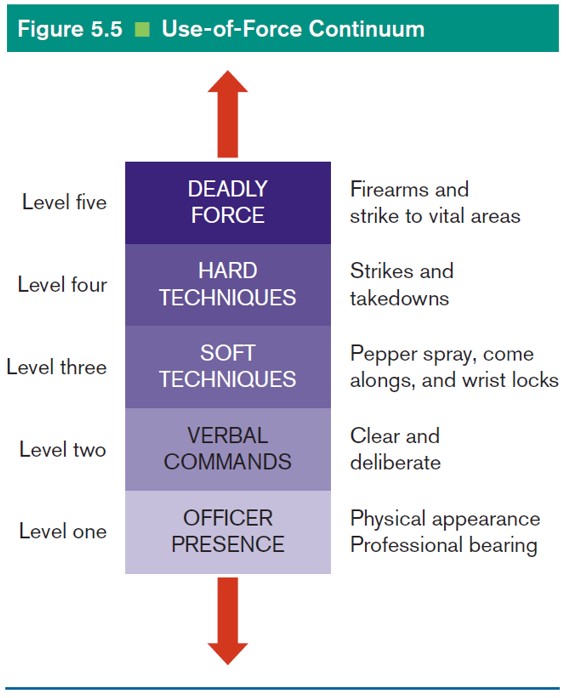 Figure 5.5 ■ Use-of-Force Continuum
Level five
DEADLY
FORCE
Firearms and
strike to vital areas
Level four
HARD
TECHNIQUES
Strikes and
takedowns
Level three
SOFT
TECHNIQUES
Pepper spray, come
alongs, and wrist locks
Level two
VERBAL
COMMANDS
Clear and
deliberate
Level one
OFFICER
PRESENCE
Physical appearance
Professional bearing